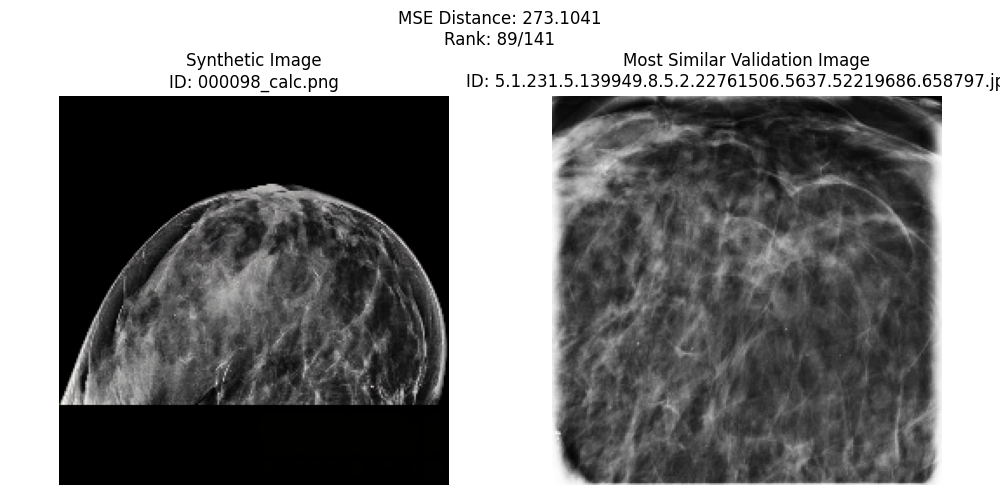 MSE Distance: 273.1041
Rank: 89/141
Synthetic Image
ID: 000098_calc.png
Most Similar Validation Image
ID: 5.1.231.5.139949.8.5.2.22761506.5637.52219686.658797.jp